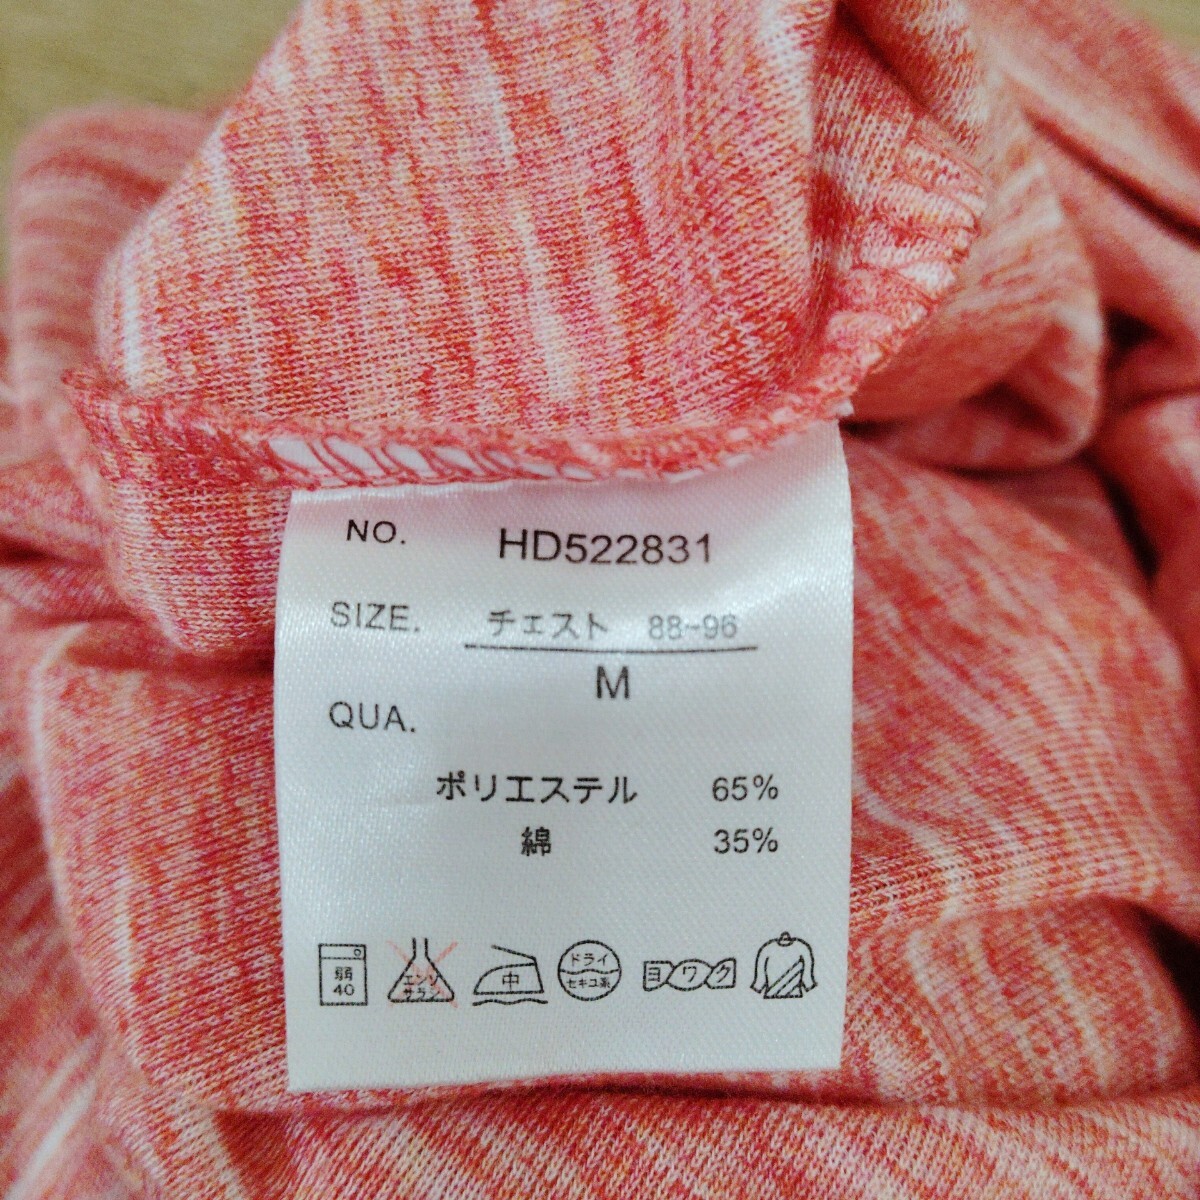 NO. HD522831
SIZE. チェスト 88-96
M
QUA.
ポリエステル 65%
綿 35%
弱 40
エンソ サラシ
中
ドライ セキユ系
ヨワク